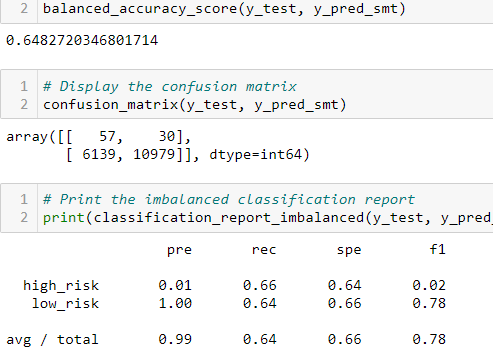 2 balanced_accuracy_score(y_test, y_pred_smt)
0.6482720346801714
1 # Display the confusion matrix
2 confusion_matrix(y_test, y_pred_smt)
array([[   57,    30],
       [ 6139, 10979]], dtype=int64)
1 # Print the imbalanced classification report
2 print(classification_report_imbalanced(y_test, y_pred_
pre rec spe f1
high_risk 0.01 0.66 0.64 0.02
low_risk 1.00 0.64 0.66 0.78
avg / total 0.99 0.64 0.66 0.78